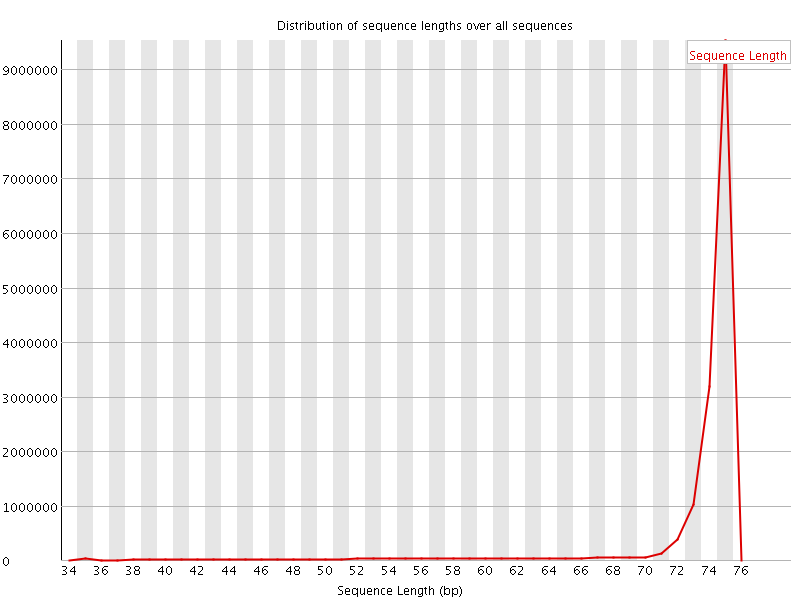 Distribution of sequence lengths over all sequences
Sequence Length
9000000
8000000
7000000
6000000
5000000
4000000
3000000
2000000
1000000
0
34 36 38 40 42 44 46 48 50 52 54 56 58 60 62 64 66 68 70 72 74 76
Sequence Length (bp)